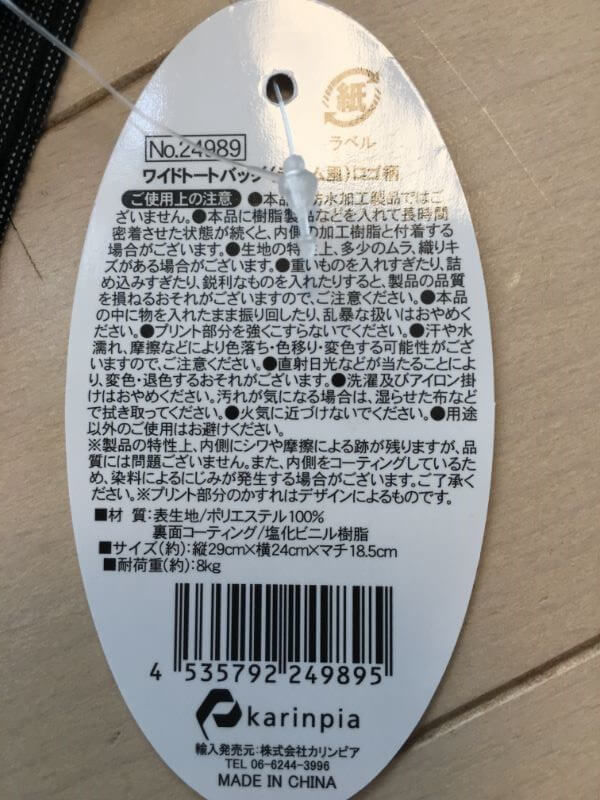 紙
ラベル
No.24989
ワイドトートバッグ ロゴ柄
ご使用上の注意 ●本品 防水加工製品ではご
ざいません。●本品に樹脂製品などを入れて長時間
密着させた状態が続くと、内側の加工樹脂と付着する
場合がございます。●生地の特性上、多少のムラ、織りキ
ズがある場合がございます。●重いものを入れすぎたり、詰
め込みすぎたり、鋭利なものを入れたりすると、製品の品質
を損ねるおそれがございますので、ご注意ください。●本品
の中に物を入れたまま振り回したり、乱暴な扱いはおやめく
ださい。●プリント部分を強くこすらないでください。●汗や水
濡れ、摩擦などにより色落ち・色移り・変色する可能性がござ
いますので、ご注意ください。●直射日光などが当たることによ
り、変色・退色するおそれがございます。●洗濯及びアイロン掛
けはおやめください。汚れが気になる場合は、湿らせた布など
で拭き取ってください。●火気に近づけないでください。●用途
以外のご使用はお避けください。
※製品の特性上、内側にシワや摩擦による跡が残りますが、品
質には問題ございません。また、内側をコーティングしているた
め、染料によるにじみが発生する場合がございます。ご了承く
ださい。※プリント部分のかすれはデザインによるものです。
■材 質：表生地/ポリエステル100%
裏面コーティング/塩化ビニル樹脂
■サイズ(約)：縦29cm×横24cm×マチ18.5cm
■耐荷重(約)：8kg
4 535792 249895
karinpia
輸入発売元：株式会社カリンピア
TEL 06-6244-3996
MADE IN CHINA